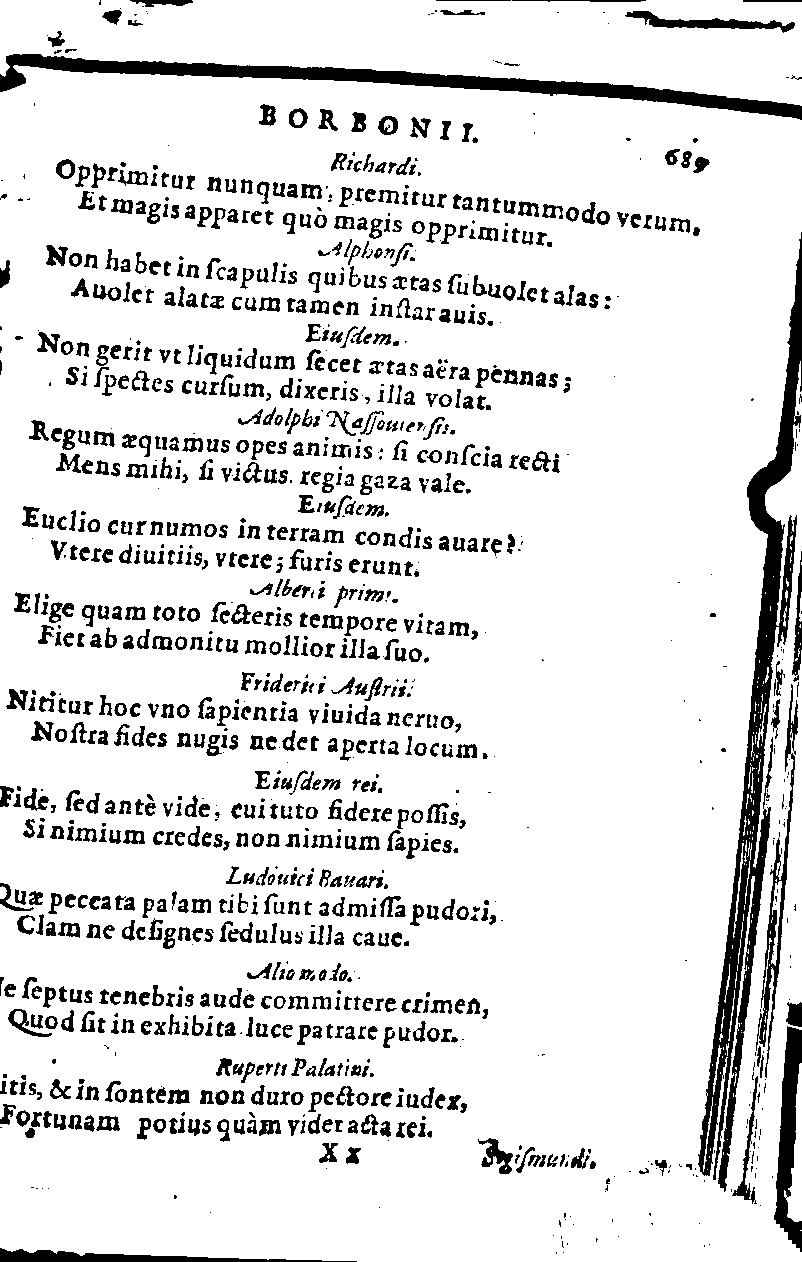 BORBONII.
689
Richardi.
Opprimitur nunquam, premitur tantummodo verum,
Et magis apparet quò magis opprimitur.
Alphonſi.
Non habet in ſcapulis quibus ætas ſubuolet alas:
Auolet alatæ cum tamen inſtar auis.
Eiuſdem.
Non gerit vt liquidum ſecet ætas aëra pennas;
Si ſpectes curſum, dixeris, illa volat.
Adolphi Naſſouienſis.
Regum æquamus opes animis: ſi conſcia recti
Mens mihi, ſi victus. regia gaza vale.
Eiuſdem.
Euclio cur numos in terram condis auare?
Vtere diuitiis, vtere; furis erunt.
Alberti primi.
Elige quam toto ſecteris tempore vitam,
Fiet ab admonitu mollior illa ſuo.
Friderici Auſtrii.
Nititur hoc vno ſapientia viuida neruo,
Noſtra fides nugis ne det aperta locum.
Eiuſdem rei.
Fide, ſed antè vide, cui tuto fidere poſſis,
Si nimium credes, non nimium ſapies.
Ludouici Bauari.
Quæ peccata palam tibi ſunt admiſſa pudori,
Clam ne deſignes ſedulus illa caue.
Alio modo.
Ne ſeptus tenebris aude committere crimen,
Quod ſit in exhibita luce patrare pudor.
Ruperti Palatini.
itis, & in ſontem non duro pectore iudex,
Fortunam potius quàm videt acta rei.
X x
Sigiſmundi.